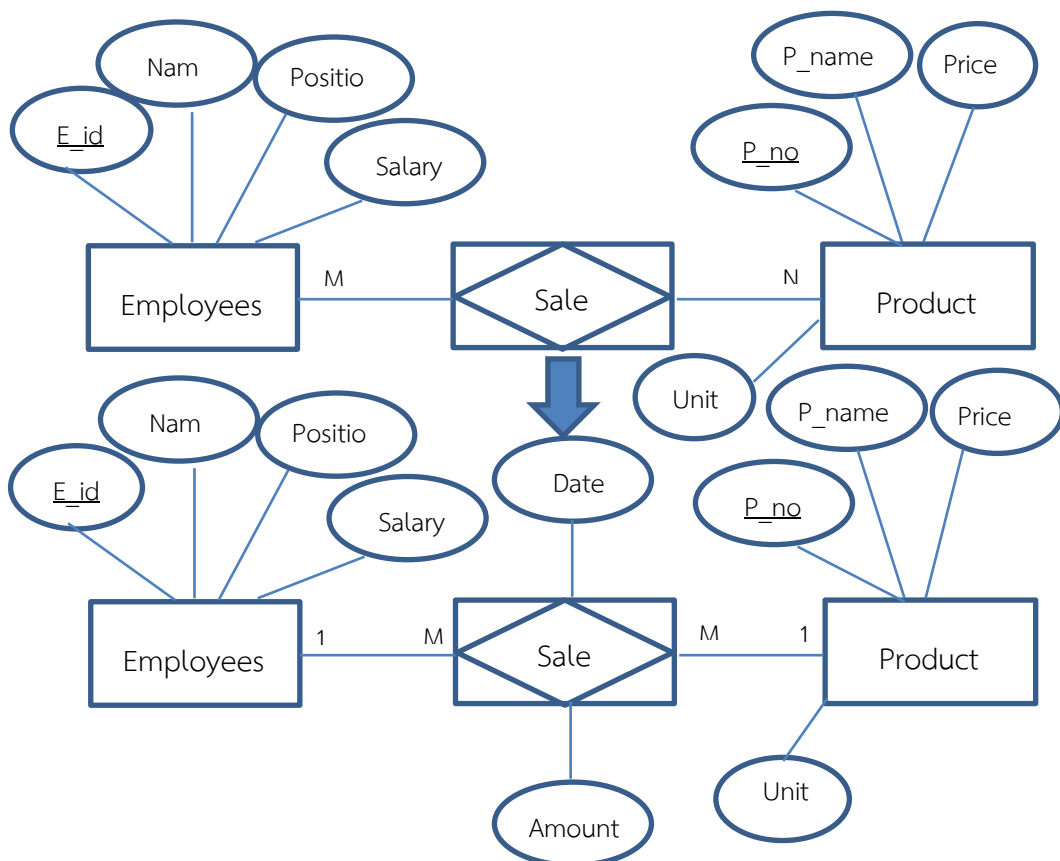 Nam
Positio
E_id
Salary
P_name
Price
P_no
Employees
M
Sale
N
Product
Unit
Nam
Positio
E_id
Salary
Date
P_name
Price
P_no
Employees
1
M
Sale
M
1
Product
Amount
Unit